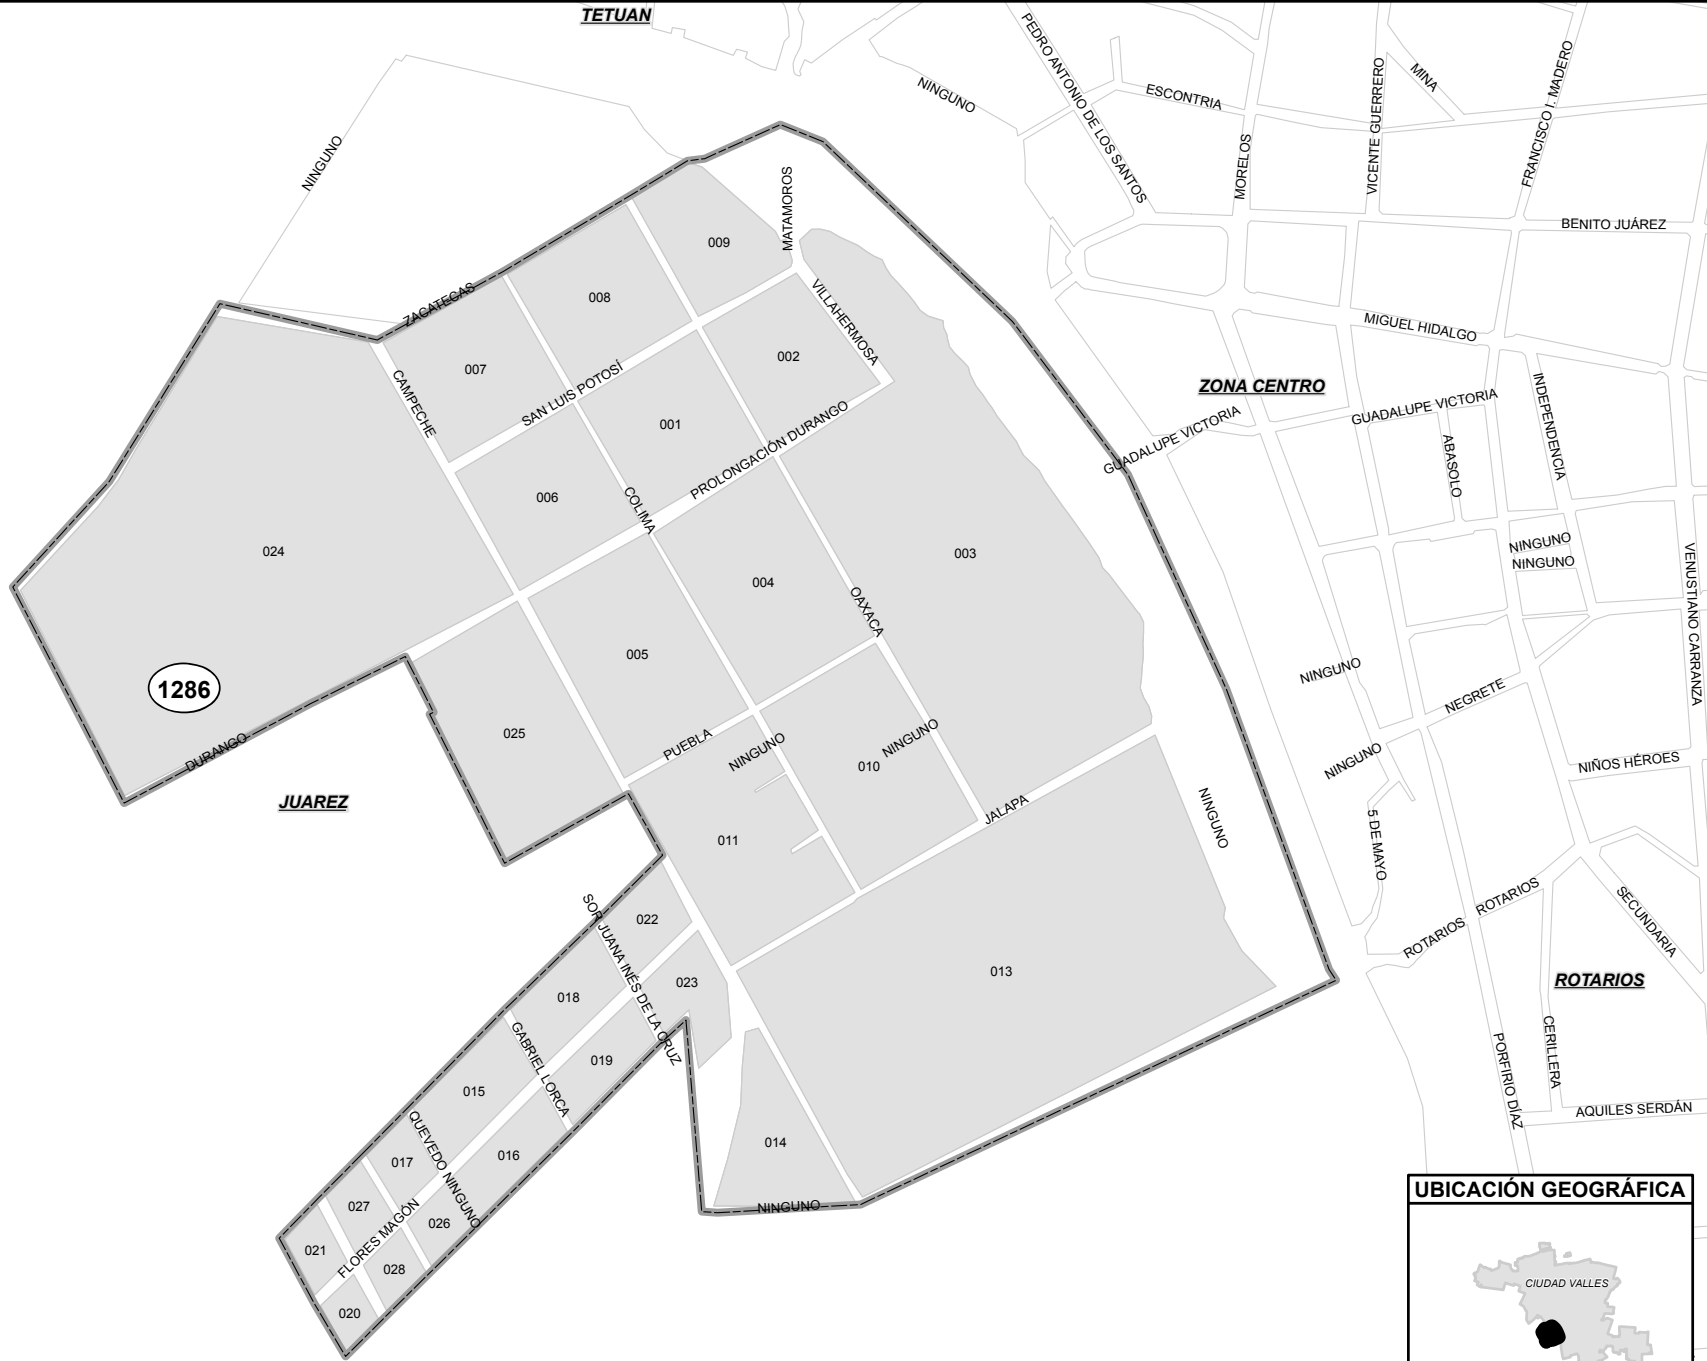 TETUAN
PEDRO ANTONIO DE LOS SANTOS
NINGUNO
ESCONTRIA
MORELOS
VICENTE GUERRERO
MINA
FRANCISCO I. MADERO
BENITO JUÁREZ
NINGUNO
MATAMOROS
009
008
ZACATECAS
VILLAHERMOSA
MIGUEL HIDALGO
002
007
SAN LUIS POTOSÍ
CAMPECHE
ZONA CENTRO
INDEPENDENCIA
GUADALUPE VICTORIA
GUADALUPE VICTORIA
ABASOLO
001
PROLONGACIÓN DURANGO
006
COLIMA
024
003
NINGUNO
NINGUNO
VENUSTIANO CARRANZA
004
OAXACA
005
1286
NINGUNO
NEGRETE
025
DURANGO
PUEBLA
NINGUNO
NINGUNO
010
NINGUNO
NIÑOS HÉROES
JUAREZ
JALAPA
NINGUNO
5 DE MAYO
011
ROTARIOS
ROTARIOS
SECUNDARIA
022
SOR JUANA INÉS DE LA CRUZ
013
ROTARIOS
023
018
GABRIEL LORCA
019
CERILLERA
PORFIRIO DÍAZ
015
AQUILES SERDÁN
QUEVEDO NINGUNO
014
016
017
NINGUNO
027
026
FLORES MAGÓN
021
028
020
UBICACIÓN GEOGRÁFICA
CIUDAD VALLES